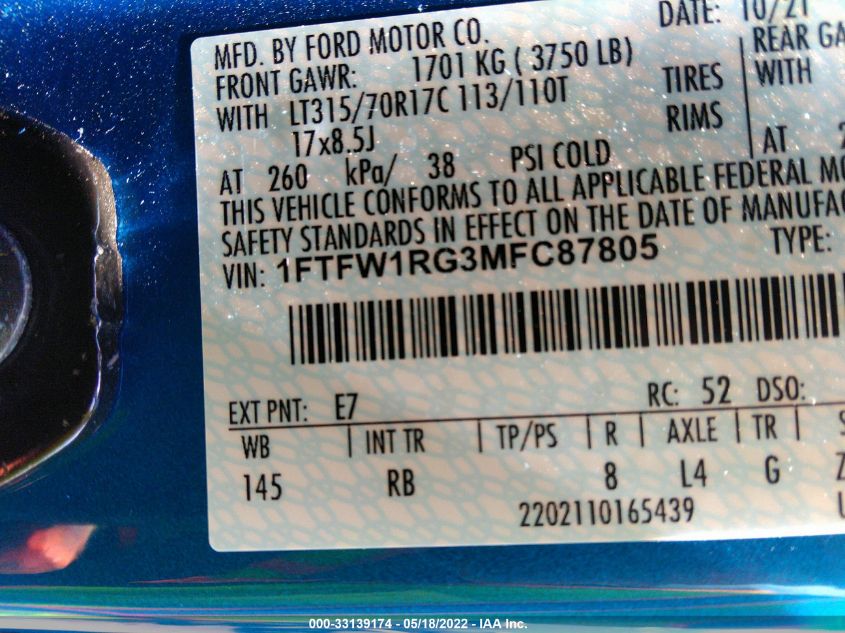 DATE: 10/21
MFD. BY FORD MOTOR CO.
FRONT GAWR: 1701 KG ( 3750 LB) REAR
WITH LT315/70R17C 113/110T TIRES WITH
17x8.5J RIMS
AT 260 kPa/ 38 PSI COLD AT
THIS VEHICLE CONFORMS TO ALL APPLICABLE FEDERAL
SAFETY STANDARDS IN EFFECT ON THE DATE OF
VIN: 1FTFW1RG3MFC87805 TYPE:
EXT PNT: E7 RC: 52 DSO:
WB | INT TR | TP/PS | R | AXLE | TR |
145 RB 8 L4 G
2202110165439
000-33139174 - 05/18/2022 - IAA Inc.